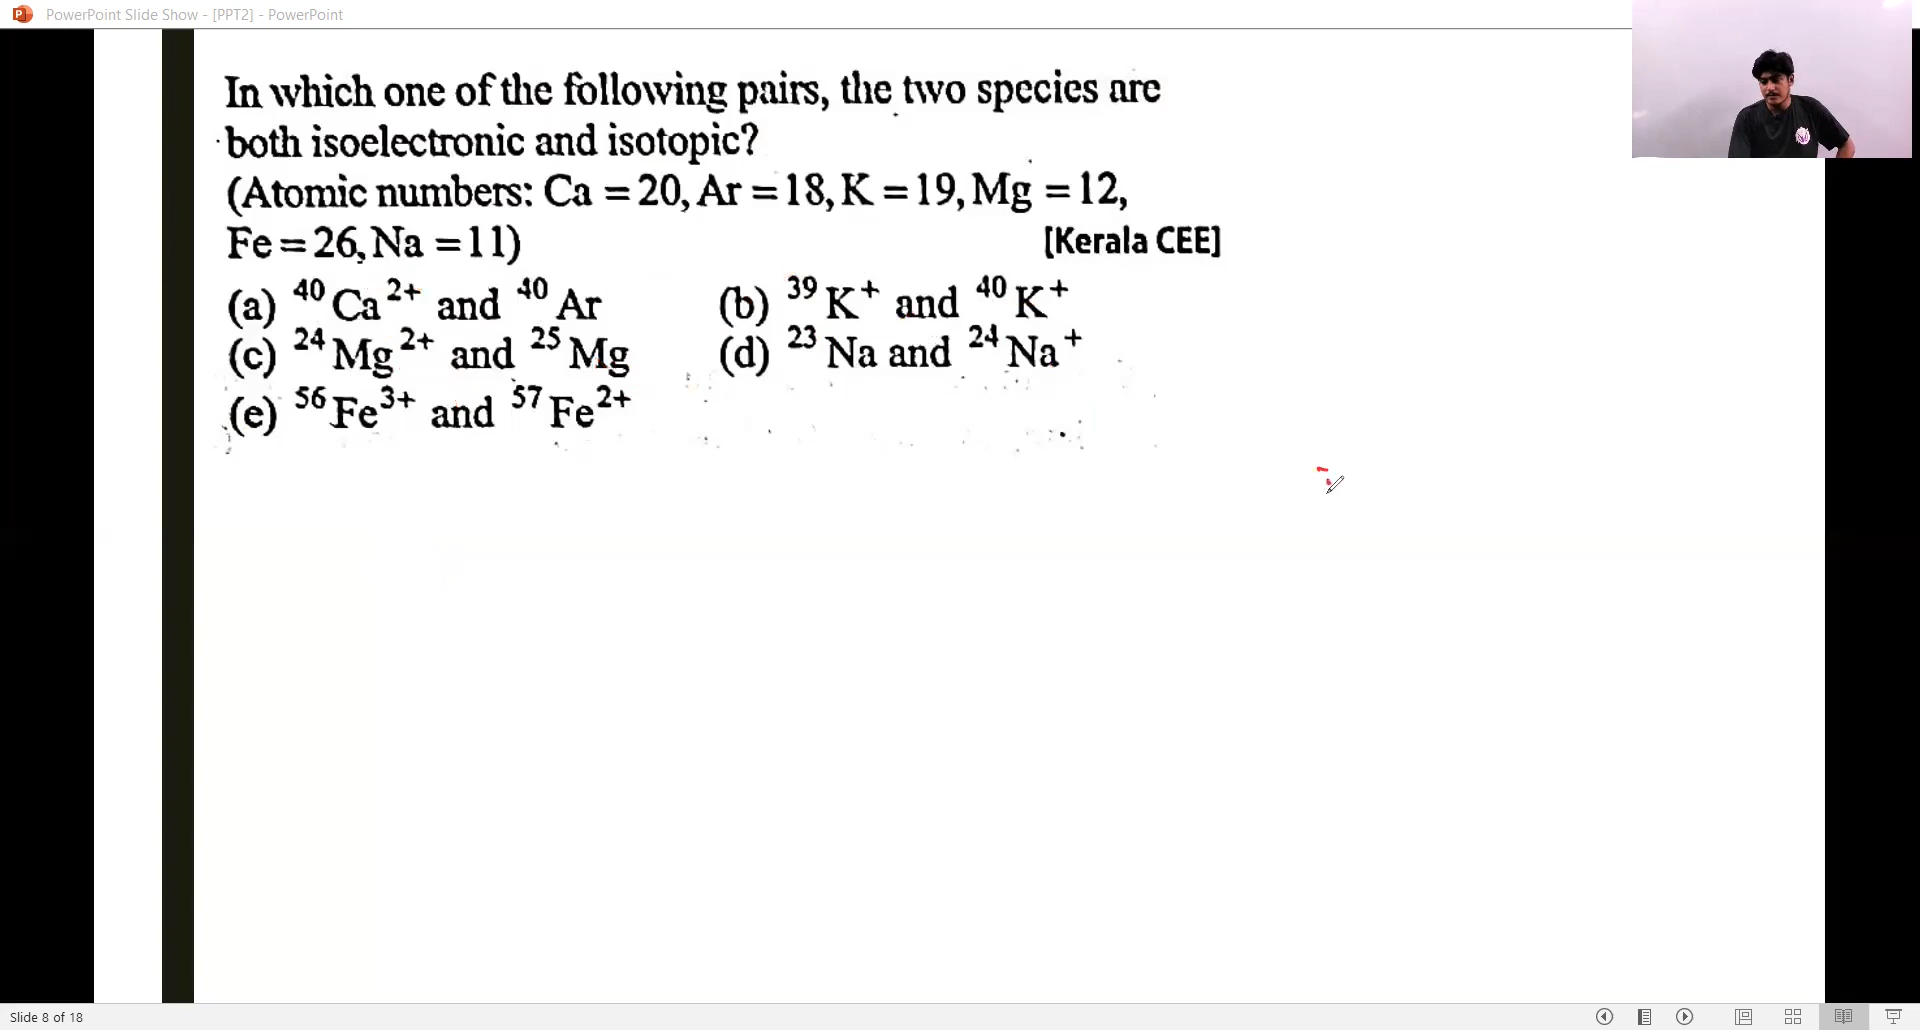 PowerPoint Slide Show - [PPT2] - PowerPoint
In which one of the following pairs, the two species are
both isoelectronic and isotopic?
(Atomic numbers: Ca = 20, Ar = 18, K = 19, Mg = 12,
Fe = 26, Na = 11) [Kerala CEE]
(a) ⁴⁰Ca²⁺ and ⁴⁰Ar (b) ³⁹K⁺ and ⁴⁰K⁺
(c) ²⁴Mg²⁺ and ²⁵Mg (d) ²³Na and ²⁴Na⁺
(e) ⁵⁶Fe³⁺ and ⁵⁷Fe²⁺
Slide 8 of 18